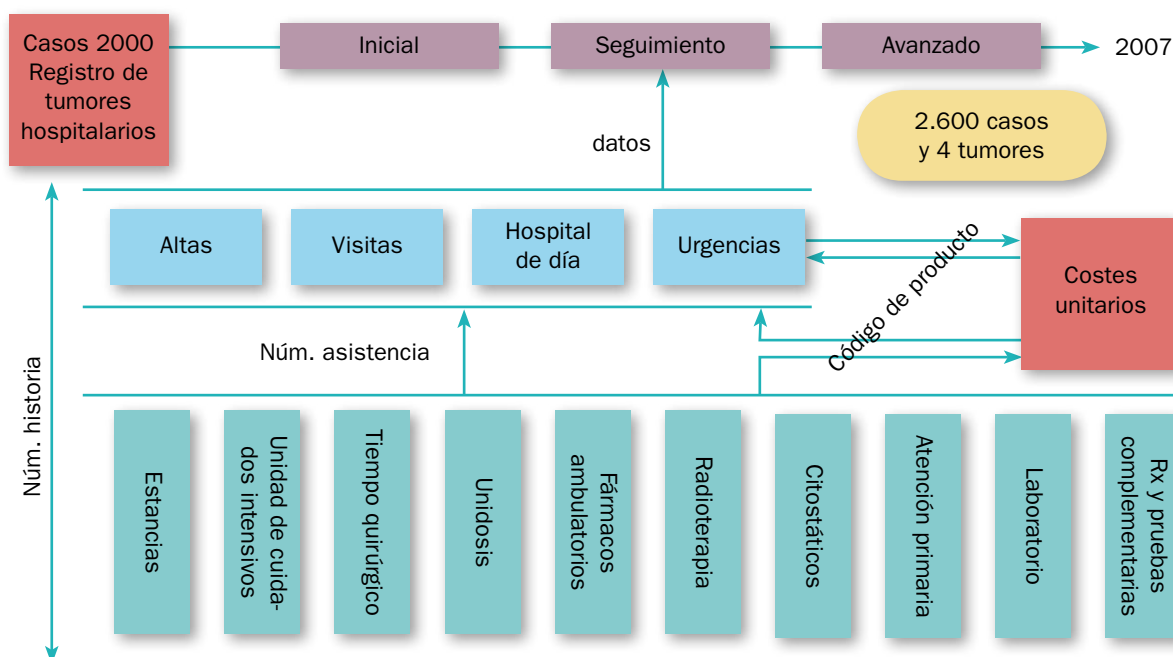 Casos 2000
Registro de
tumores
hospitalarios
Inicial
Seguimiento
Avanzado
2007
2.600 casos
y 4 tumores
datos
Altas
Visitas
Hospital
de día
Urgencias
Código de producto
Costes
unitarios
Núm. asistencia
Núm. historia
Estancias
Unidad de cuida-
dos intensivos
Tiempo quirúrgico
Unidosis
Fármacos
ambulatorios
Radioterapia
Citostáticos
Atención primaria
Laboratorio
Rx y pruebas
complementarias